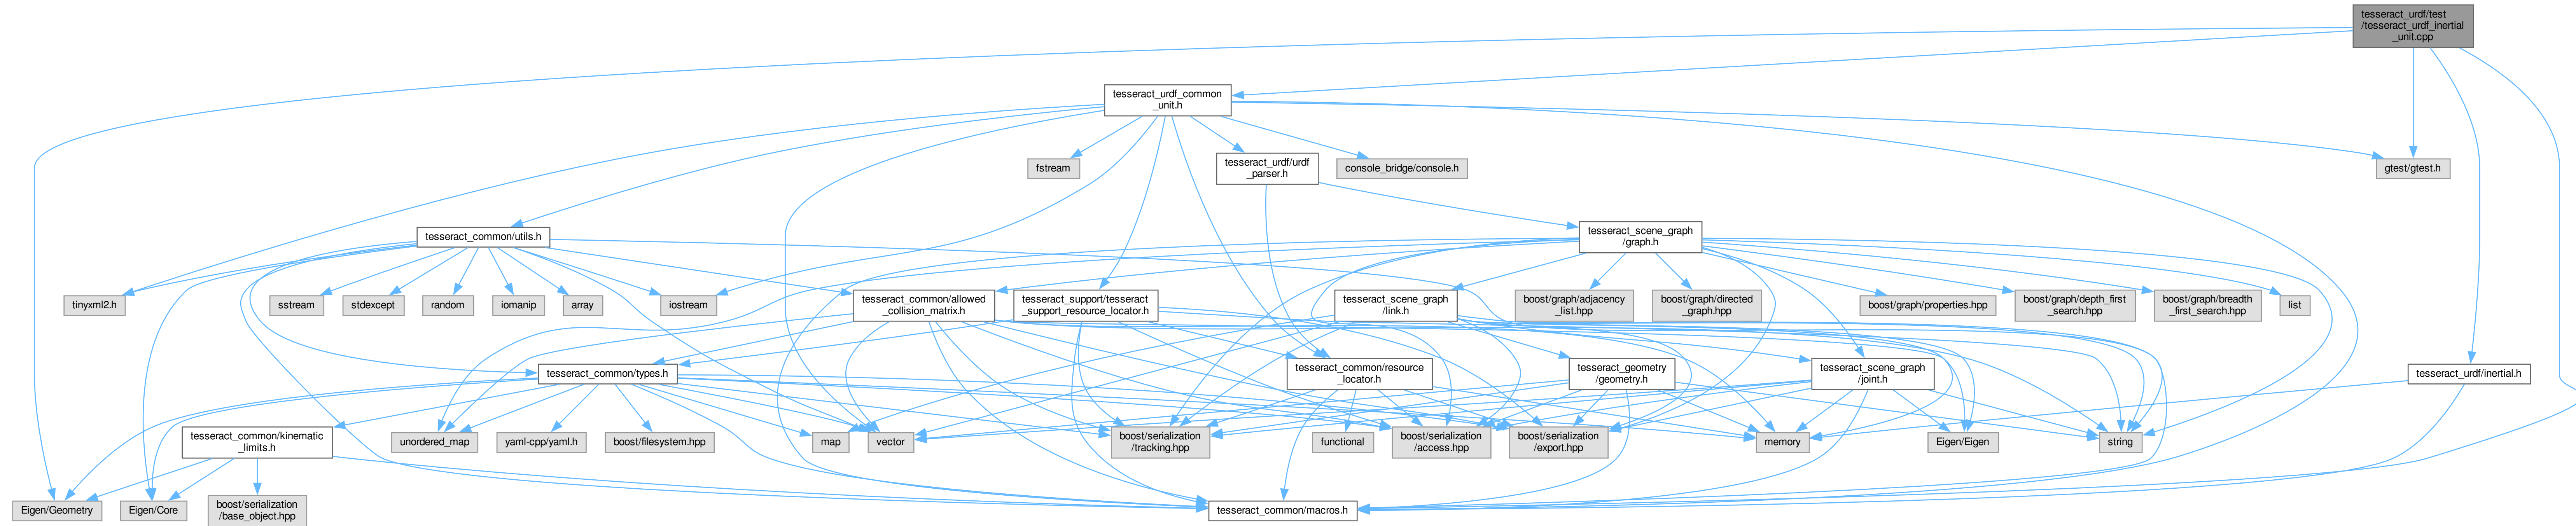 tesseract_urdf/test
/tesseract_urdf_inertial
_unit.cpp
tesseract_urdf_common
_unit.h
fstream
tesseract_urdf/urdf
_parser.h
console_bridge/console.h
gtest/gtest.h
tesseract_common/utils.h
tesseract_scene_graph
/graph.h
tinyxml2.h
sstream
stdexcept
random
iomanip
array
iostream
tesseract_common/allowed
_collision_matrix.h
tesseract_support/tesseract
_support_resource_locator.h
tesseract_scene_graph
/link.h
boost/graph/adjacency
_list.hpp
boost/graph/directed
_graph.hpp
boost/graph/properties.hpp
boost/graph/depth_first
_search.hpp
boost/graph/breadth
_first_search.hpp
list
tesseract_common/types.h
tesseract_common/resource
_locator.h
tesseract_geometry
/geometry.h
tesseract_scene_graph
/joint.h
tesseract_urdf/inertial.h
tesseract_common/kinematic
_limits.h
unordered_map
yaml-cpp/yaml.h
boost/filesystem.hpp
map
vector
boost/serialization
/tracking.hpp
functional
boost/serialization
/access.hpp
boost/serialization
/export.hpp
memory
Eigen/Eigen
string
Eigen/Geometry
Eigen/Core
boost/serialization
/base_object.hpp
tesseract_common/macros.h